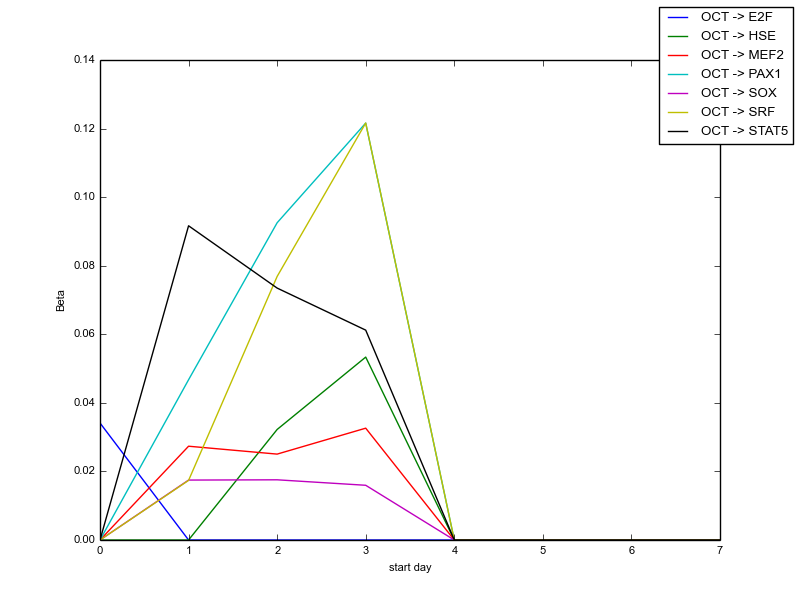 OCT -> E2F
OCT -> HSE
OCT -> MEF2
OCT -> PAX1
OCT -> SOX
OCT -> SRF
OCT -> STAT5
0.14
0.12
0.10
0.08
0.06
0.04
0.02
0.00
Beta
0 1 2 3 4 5 6 7
start day